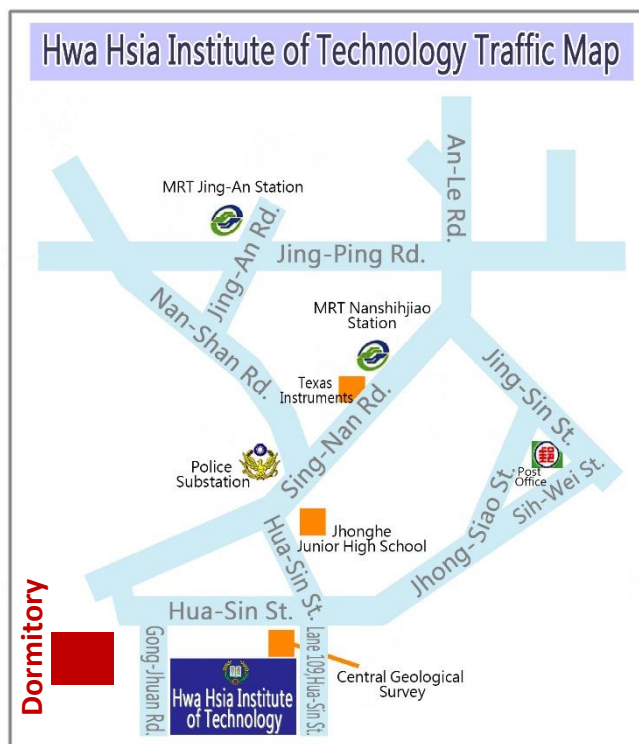 Hwa Hsia Institute of Technology Traffic Map
An-Le Rd.
MRT Jing-An Station
Jing-An Rd.
Jing-Ping Rd.
Nan-Shan Rd.
MRT Nanshihjiao
Station
Texas
Instruments
Sing-Nan Rd.
Jing-Sin St.
Police
Substation
Post
Office
郵
Sih-Wei St.
Jhong-Siao St.
Jhonghe
Junior High School
Hua-Sin St.
Hua-Sin St.
Dormitory
Gong-Jhuan Rd.
Lane 109,Hua-Sin St.
Central Geological
Survey
Hwa Hsia Institute
of Technology